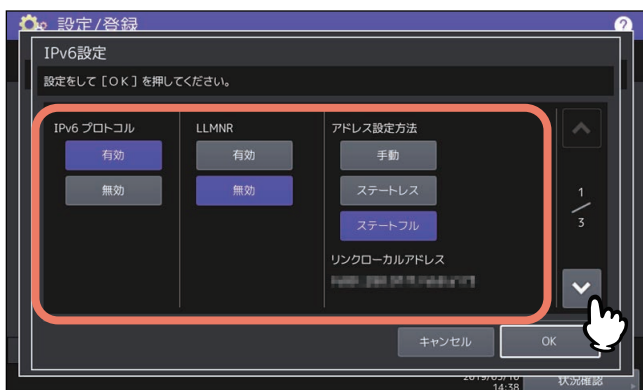 設定/登録
?
IPv6設定
設定をして［OK］を押してください。
IPv6 プロトコル
有効
無効
LLMNR
有効
無効
アドレス設定方法
手動
ステートレス
ステートフル
リンクローカルアドレス
1
3
キャンセル
OK
14:38
状況確認